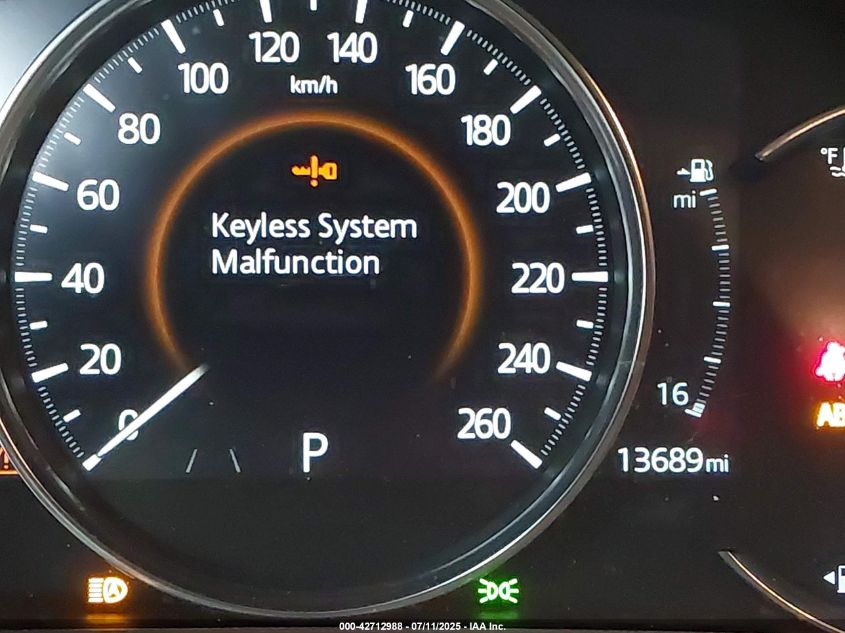 120 140
100 km/h 160
80 180
60 200
mi
°F
Keyless System
Malfunction
40 220
20 240
16
0 260
P
13689mi
000-42712988 - 07/11/2025 - IAA Inc.